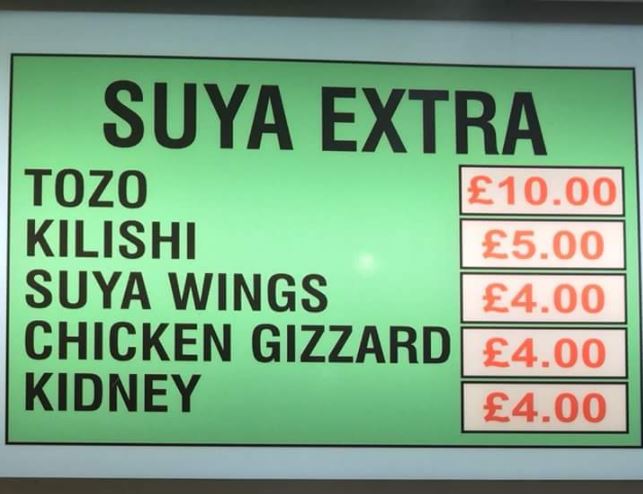 SUYA EXTRA
TOZO £10.00
KILISHI £5.00
SUYA WINGS £4.00
CHICKEN GIZZARD £4.00
KIDNEY £4.00